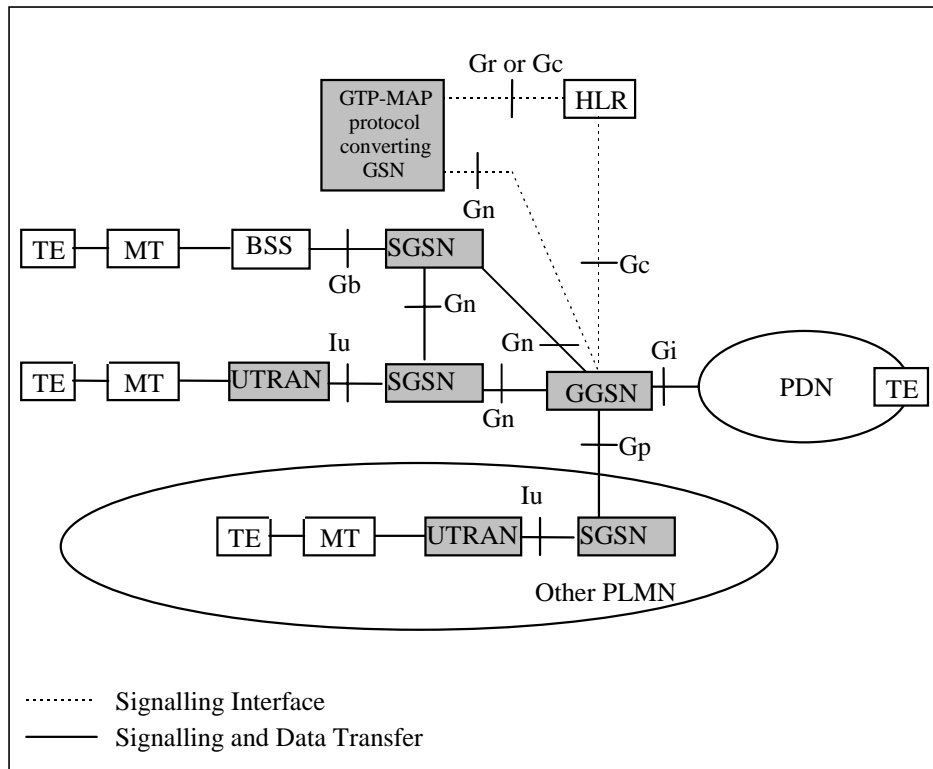 Gr or Gc
GTP-MAP
protocol
converting
GSN
HLR
Gn
TE
MT
BSS
SGSN
Gb
Gn
Gc
TE
MT
UTRAN
Iu
SGSN
Gn
Gn
GGSN
Gi
PDN
TE
Gp
TE
MT
UTRAN
Iu
SGSN
Other PLMN
Signalling Interface
Signalling and Data Transfer